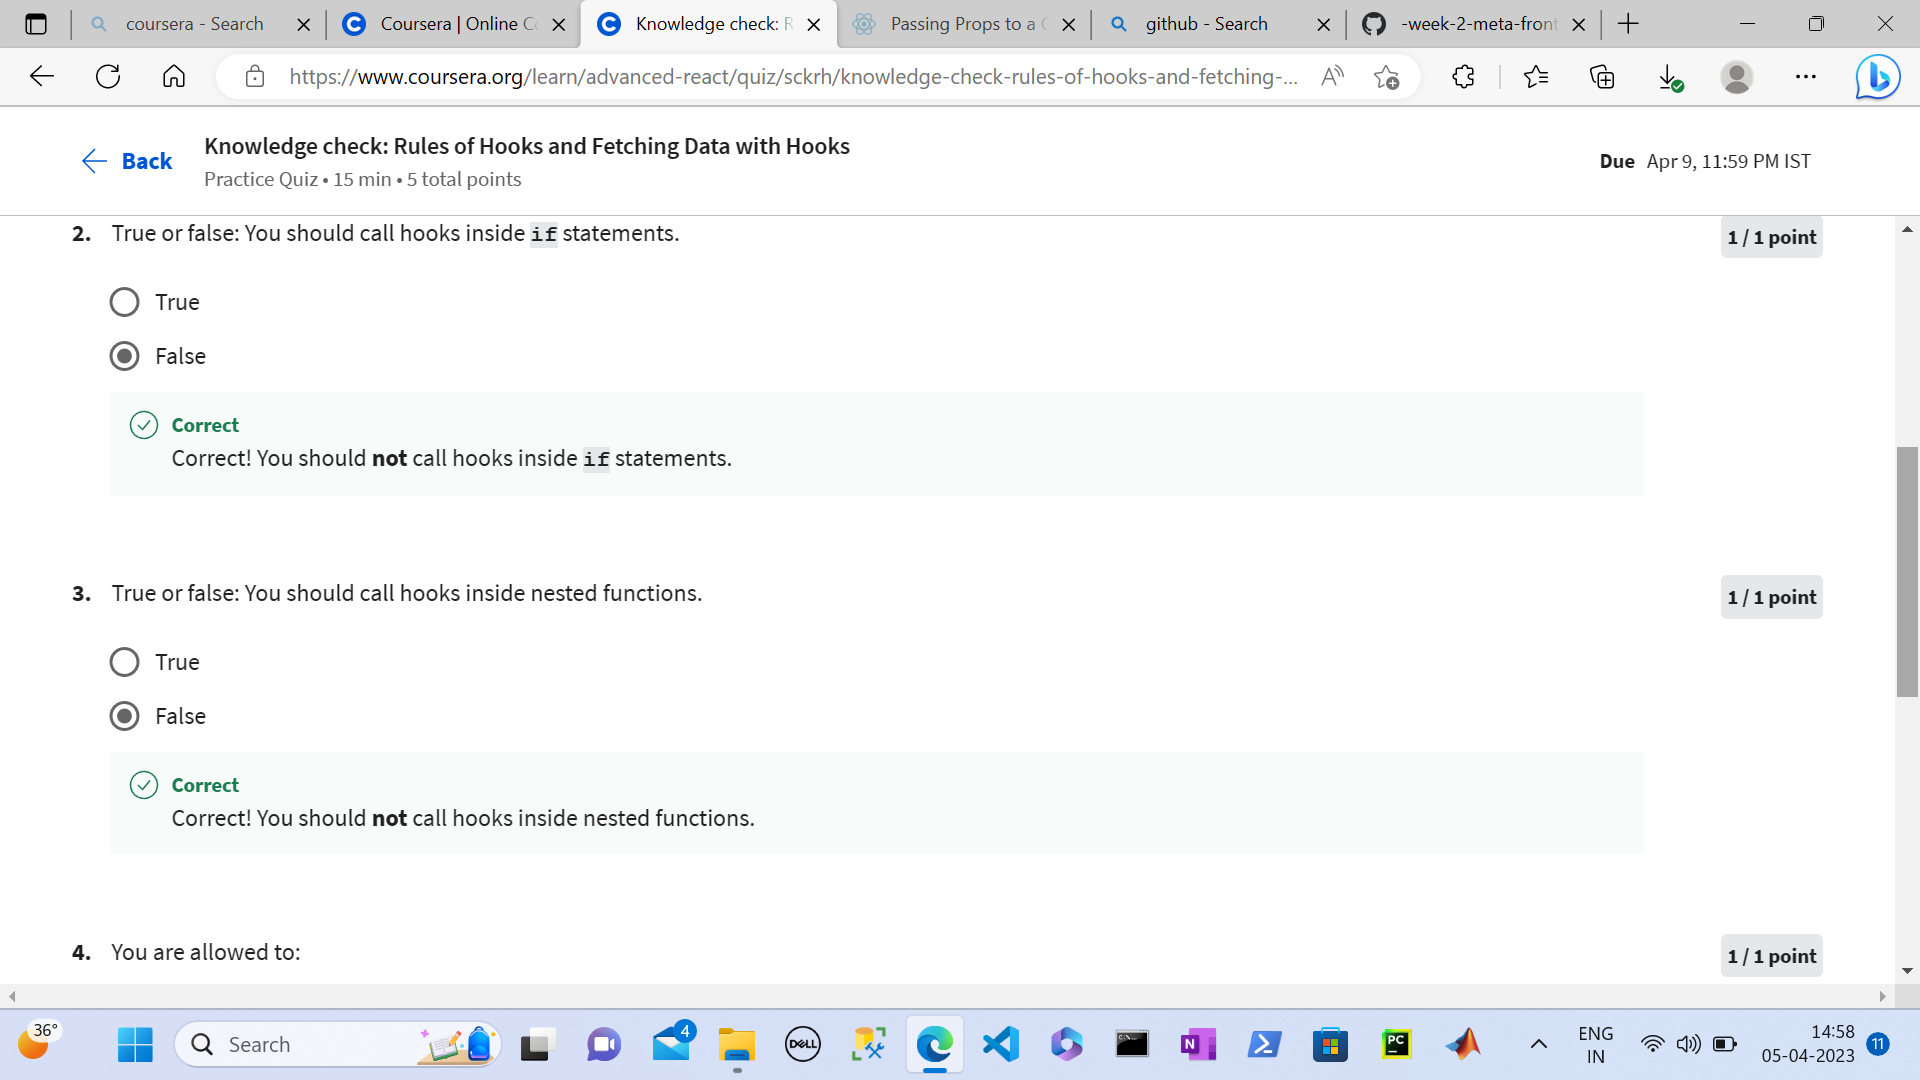 coursera - Search
Coursera | Online Co
Knowledge check: R
Passing Props to a C
github - Search
-week-2-meta-front
https://www.coursera.org/learn/advanced-react/quiz/sckrh/knowledge-check-rules-of-hooks-and-fetching-...
Back
Knowledge check: Rules of Hooks and Fetching Data with Hooks
Practice Quiz • 15 min • 5 total points
Due Apr 9, 11:59 PM IST
2. True or false: You should call hooks inside if statements.
1 / 1 point
True
False
Correct
Correct! You should not call hooks inside if statements.
3. True or false: You should call hooks inside nested functions.
1 / 1 point
True
False
Correct
Correct! You should not call hooks inside nested functions.
4. You are allowed to:
1 / 1 point
36°
Search
4
DELL
N
PC
ENG
IN
14:58
05-04-2023
11